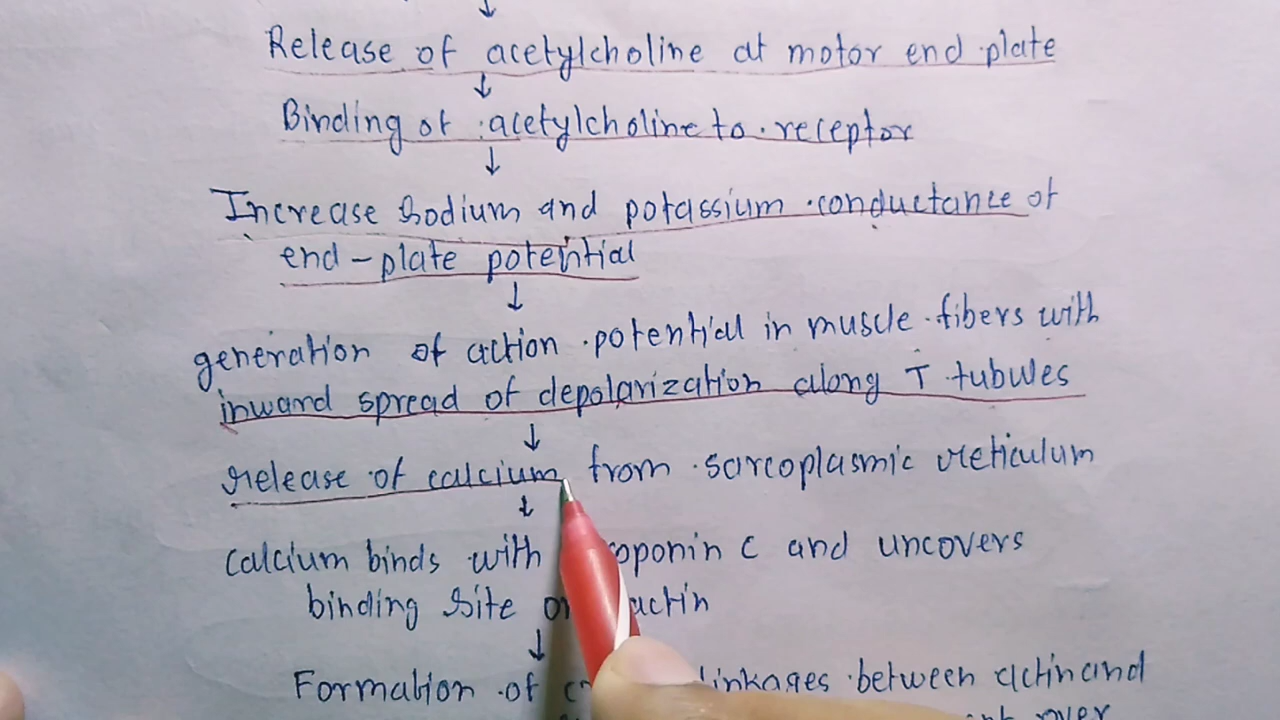 Release of acetylcholine at motor end plate
Binding of acetylcholine to receptor
Increase Sodium and potassium conductance of
end-plate potential
generation of action potential in muscle fibers with
inward spread of depolarization along T tubules
release of calcium from sarcoplasmic reticulum
Calcium binds with C and uncovers
binding site actin
Formation of linkages between actin and
over